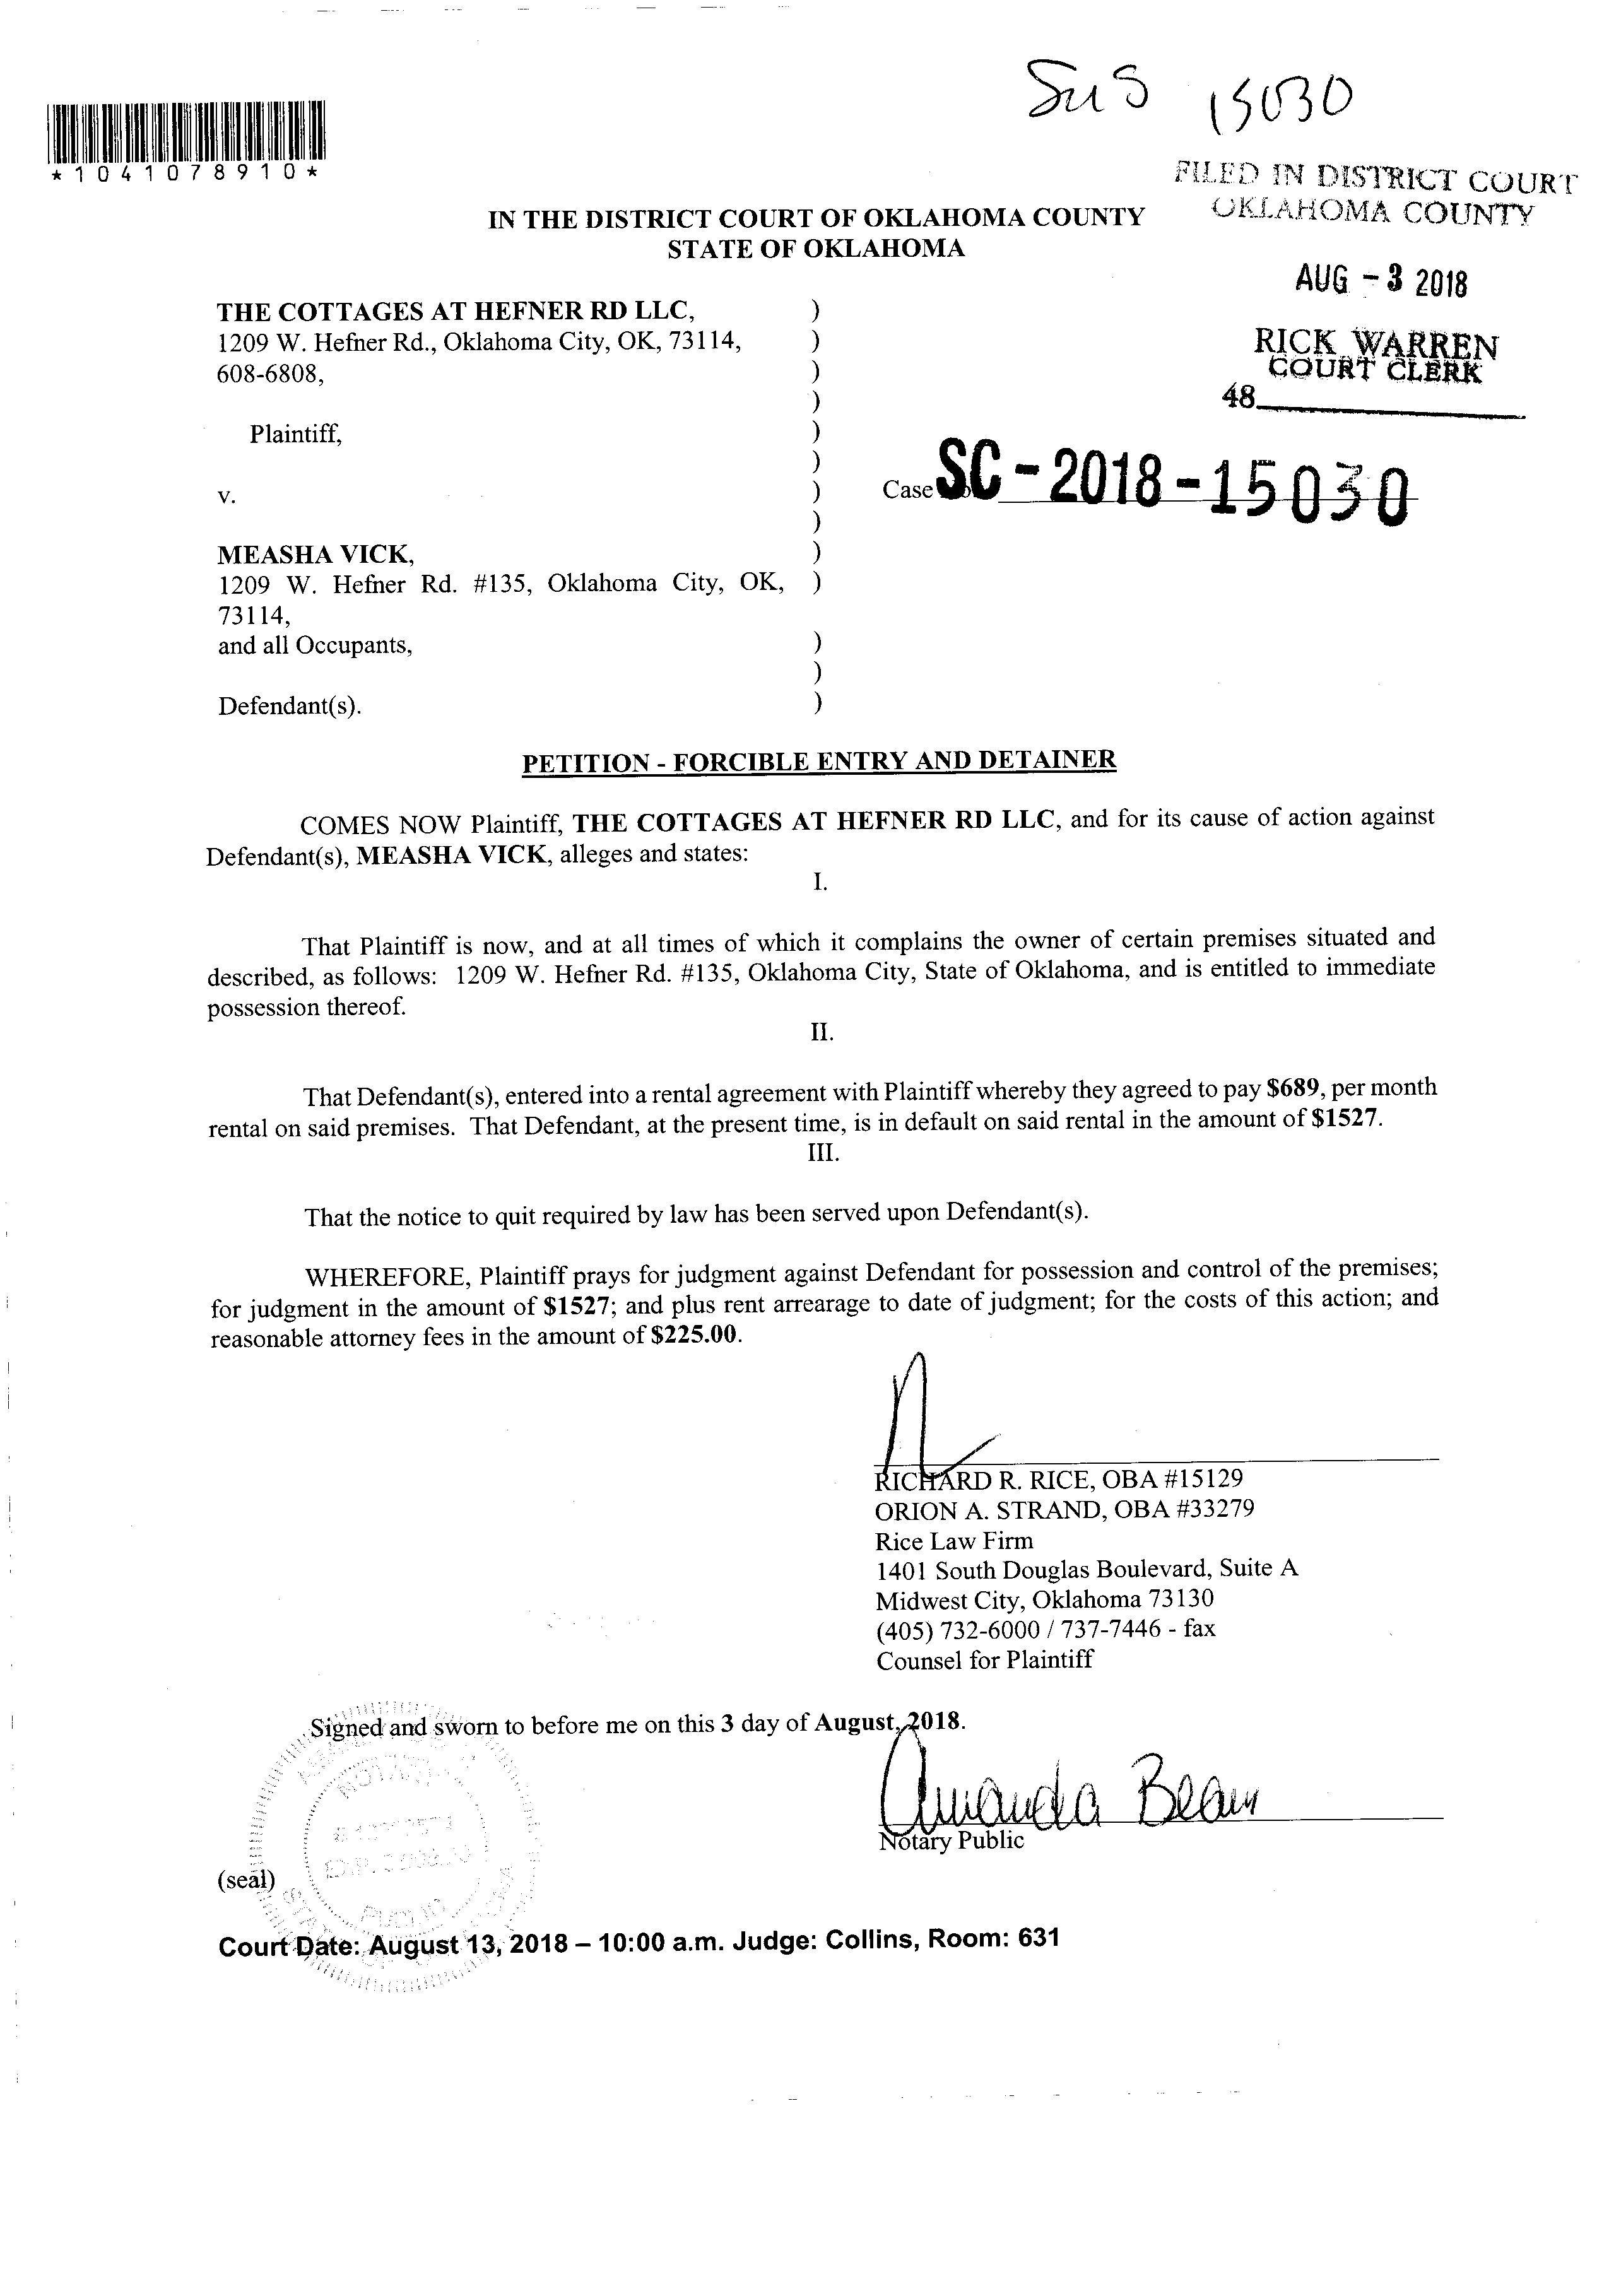 SMS 15030
*1041078910*
FILED IN DISTRICT COURT
OKLAHOMA COUNTY
IN THE DISTRICT COURT OF OKLAHOMA COUNTY
STATE OF OKLAHOMA
AUG - 3 2018
RICK WARREN
COURT CLERK
48
THE COTTAGES AT HEFNER RD LLC, )
1209 W. Hefner Rd., Oklahoma City, OK, 73114, )
608-6808, )
)
Plaintiff, )
)
v. ) Case SC-2018-15030
)
MEASHA VICK, )
1209 W. Hefner Rd. #135, Oklahoma City, OK, )
73114,
and all Occupants, )
)
Defendant(s). )
PETITION - FORCIBLE ENTRY AND DETAINER
COMES NOW Plaintiff, THE COTTAGES AT HEFNER RD LLC, and for its cause of action against
Defendant(s), MEASHA VICK, alleges and states:
I.
That Plaintiff is now, and at all times of which it complains the owner of certain premises situated and
described, as follows: 1209 W. Hefner Rd. #135, Oklahoma City, State of Oklahoma, and is entitled to immediate
possession thereof.
II.
That Defendant(s), entered into a rental agreement with Plaintiff whereby they agreed to pay $689, per month
rental on said premises. That Defendant, at the present time, is in default on said rental in the amount of $1527.
III.
That the notice to quit required by law has been served upon Defendant(s).
WHEREFORE, Plaintiff prays for judgment against Defendant for possession and control of the premises;
for judgment in the amount of $1527; and plus rent arrearage to date of judgment; for the costs of this action; and
reasonable attorney fees in the amount of $225.00.
RICHARD R. RICE, OBA #15129
ORION A. STRAND, OBA #33279
Rice Law Firm
1401 South Douglas Boulevard, Suite A
Midwest City, Oklahoma 73130
(405) 732-6000 / 737-7446 - fax
Counsel for Plaintiff
Signed and sworn to before me on this 3 day of August, 2018.
Amanda Beam
Notary Public
(seal)
Court Date: August 13, 2018 – 10:00 a.m. Judge: Collins, Room: 631